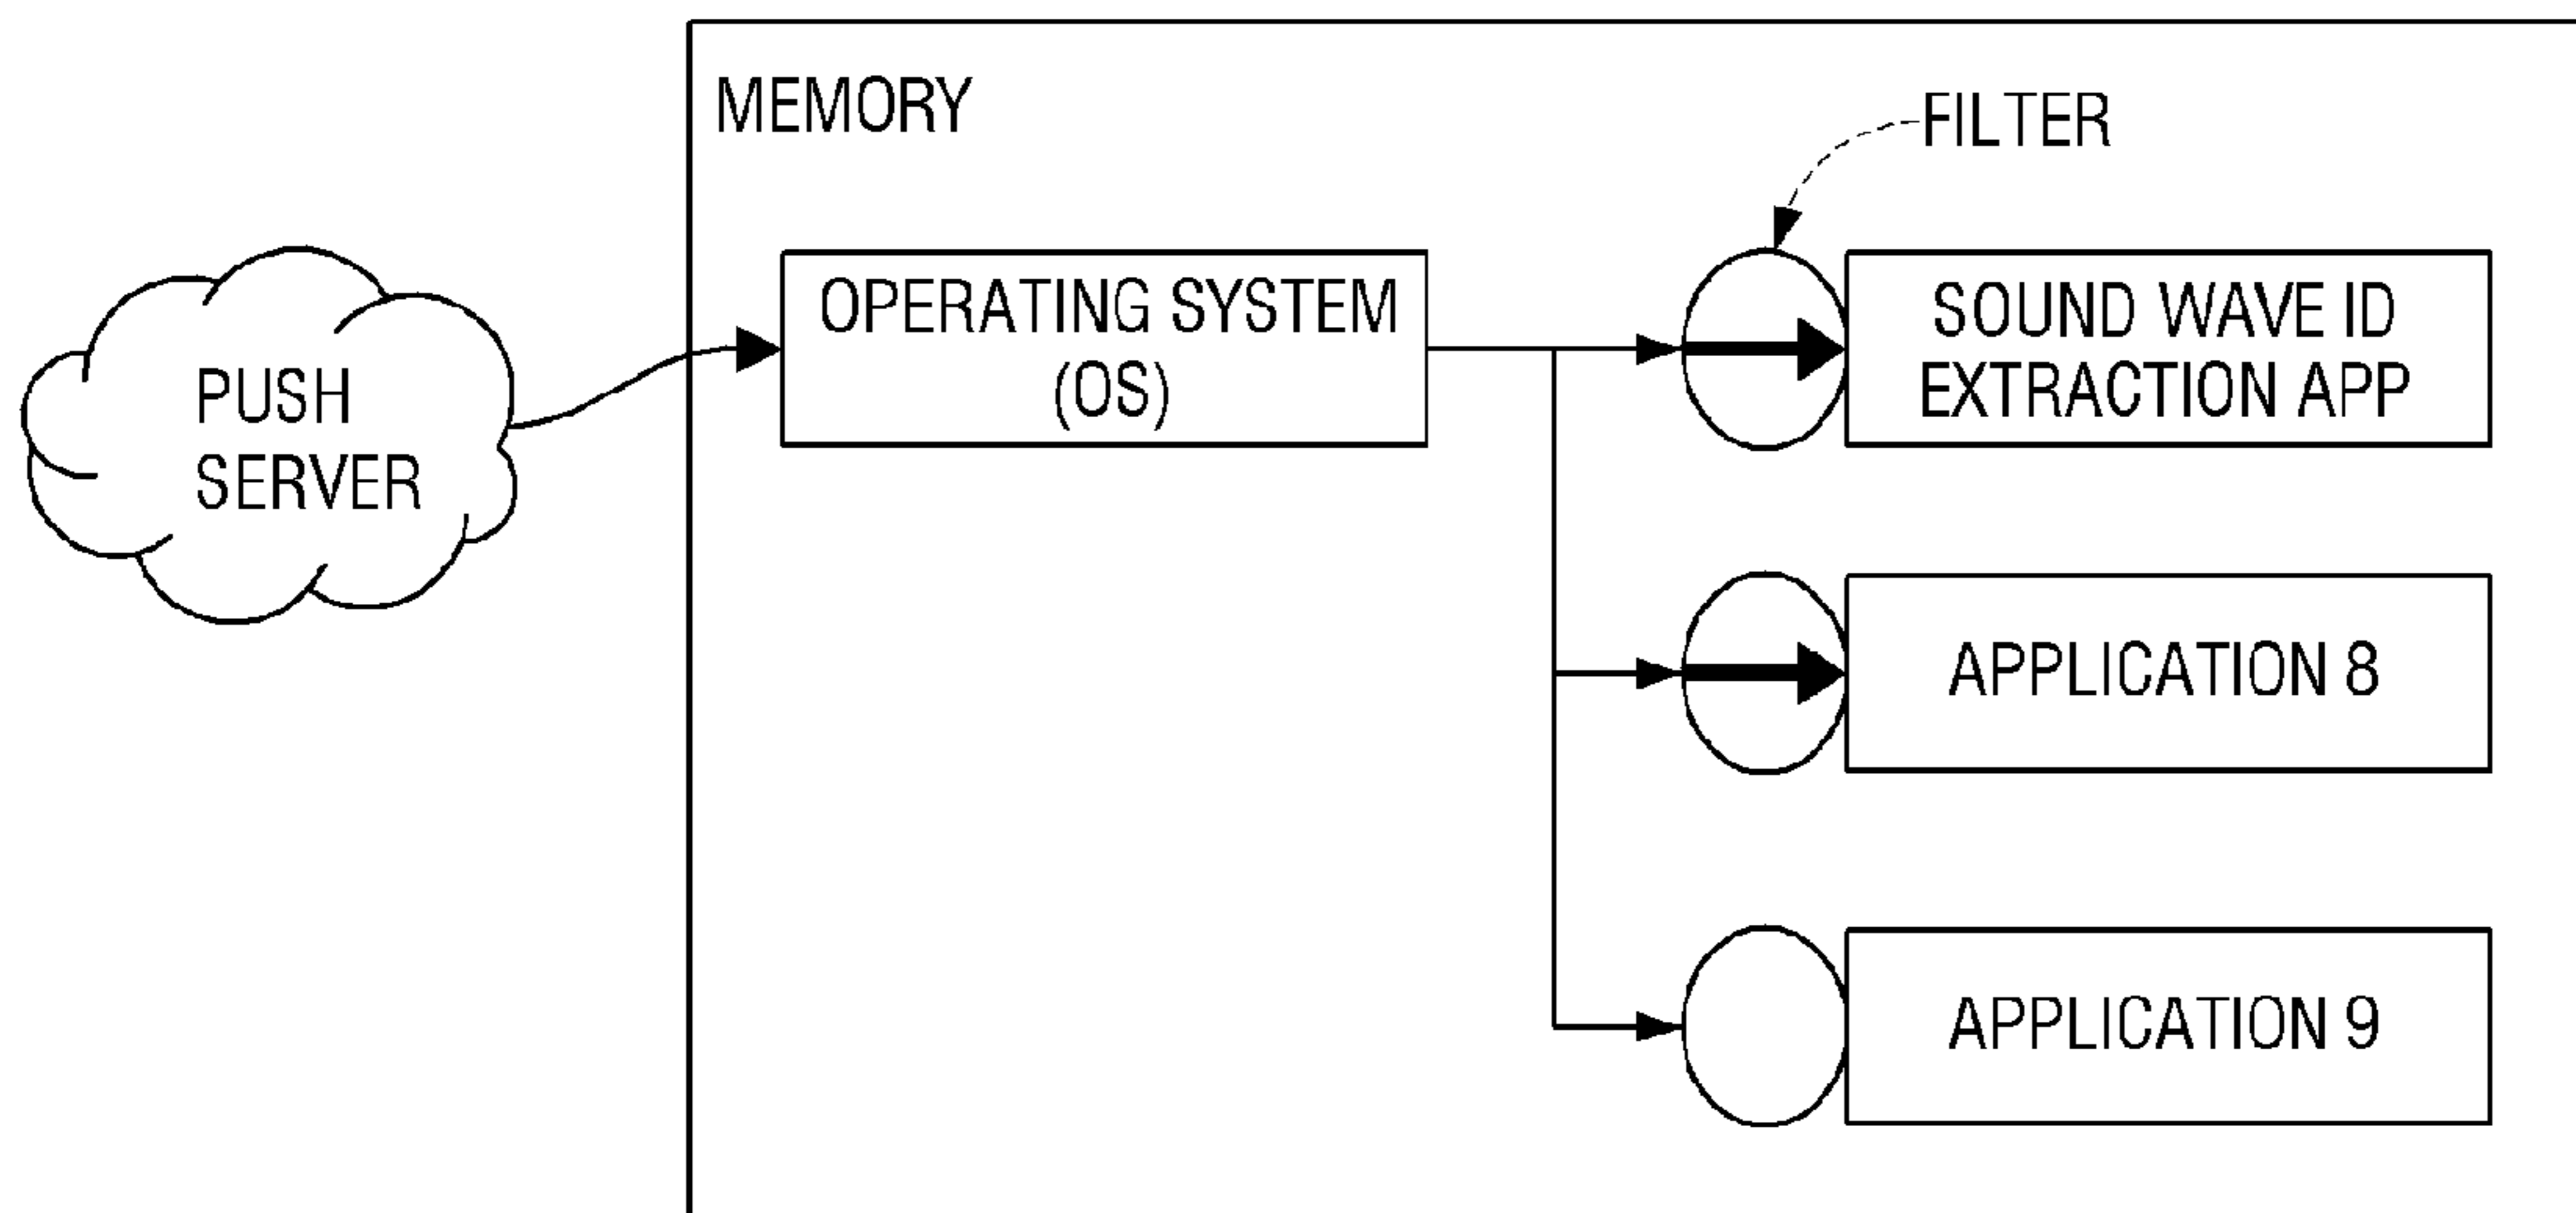 MEMORY
FILTER
PUSH
SERVER
OPERATING SYSTEM
(OS)
SOUND WAVE ID
EXTRACTION APP
APPLICATION 8
APPLICATION 9